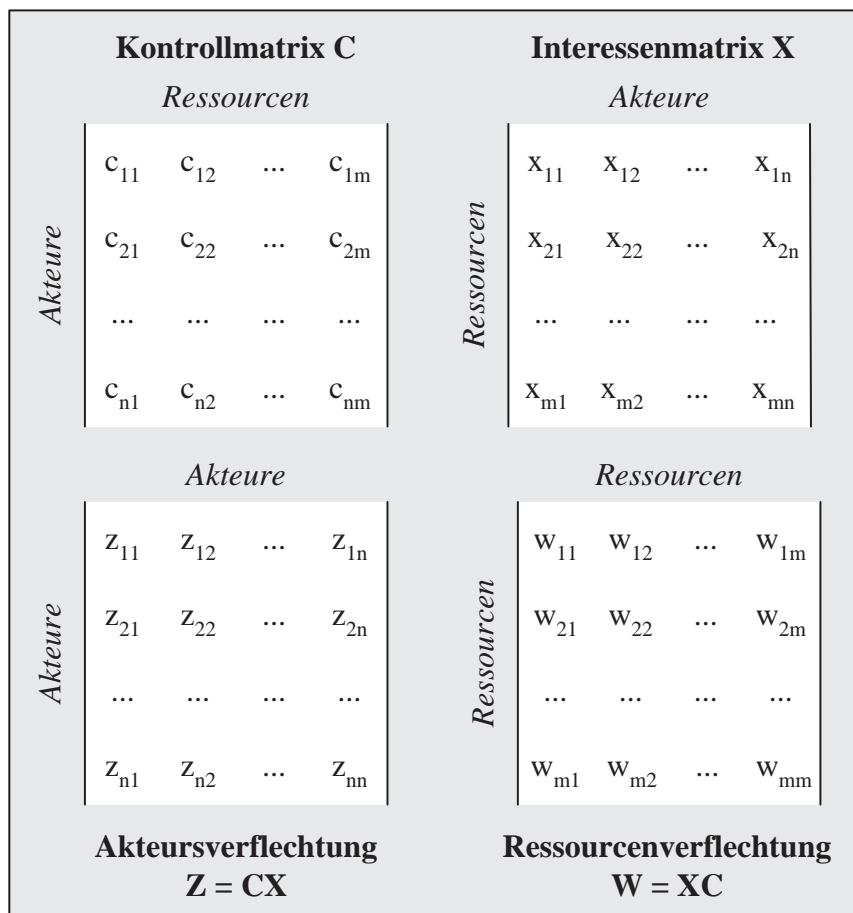 Kontrollmatrix C
Ressourcen
Akteure
c11 c12 ... c1m
c21 c22 ... c2m
... ... ... ...
cn1 cn2 ... cnm
Interessenmatrix X
Akteure
Ressourcen
x11 x12 ... x1n
x21 x22 ... x2n
... ... ... ...
xm1 xm2 ... xmn
Akteure
Akteure
z11 z12 ... z1n
z21 z22 ... z2n
... ... ... ...
zn1 zn2 ... znn
Akteursverflechtung
Z = CX
Ressourcen
Ressourcen
w11 w12 ... w1m
w21 w22 ... w2m
... ... ... ...
wm1 wm2 ... wmm
Ressourcenverflechtung
W = XC